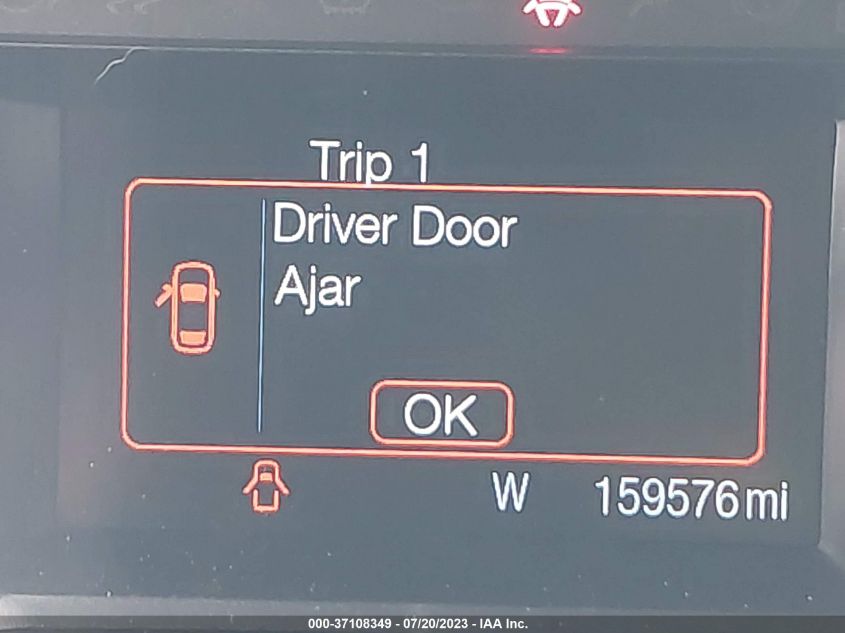 Trip 1
Driver Door
Ajar
OK
W 159576mi
000-37108349 - 07/20/2023 - IAA Inc.